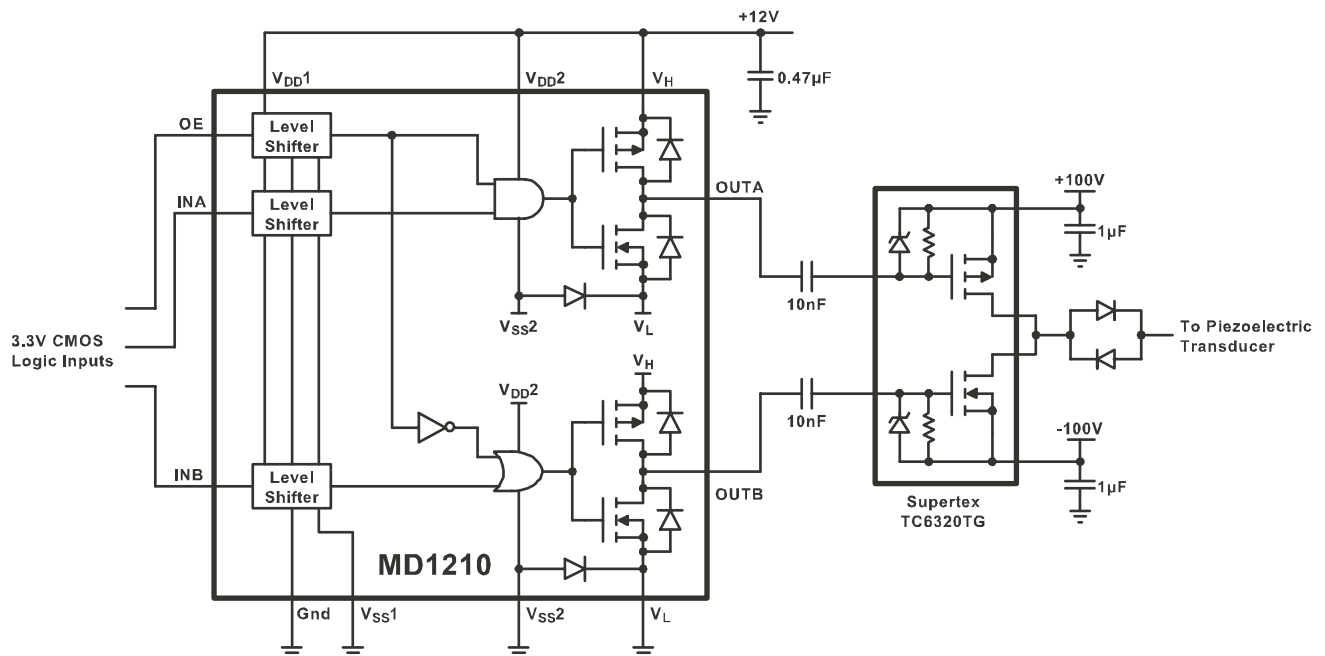 +12V
VDD1
VDD2
VH
0.47µF
OE
Level
Shifter
INA
Level
Shifter
OUTA
+100V
1µF
10nF
VSS2
VL
3.3V CMOS
Logic Inputs
To Piezoelectric
Transducer
VH
VDD2
10nF
-100V
1µF
INB
Level
Shifter
OUTB
Supertex
TC6320TG
MD1210
Gnd
VSS1
VSS2
VL